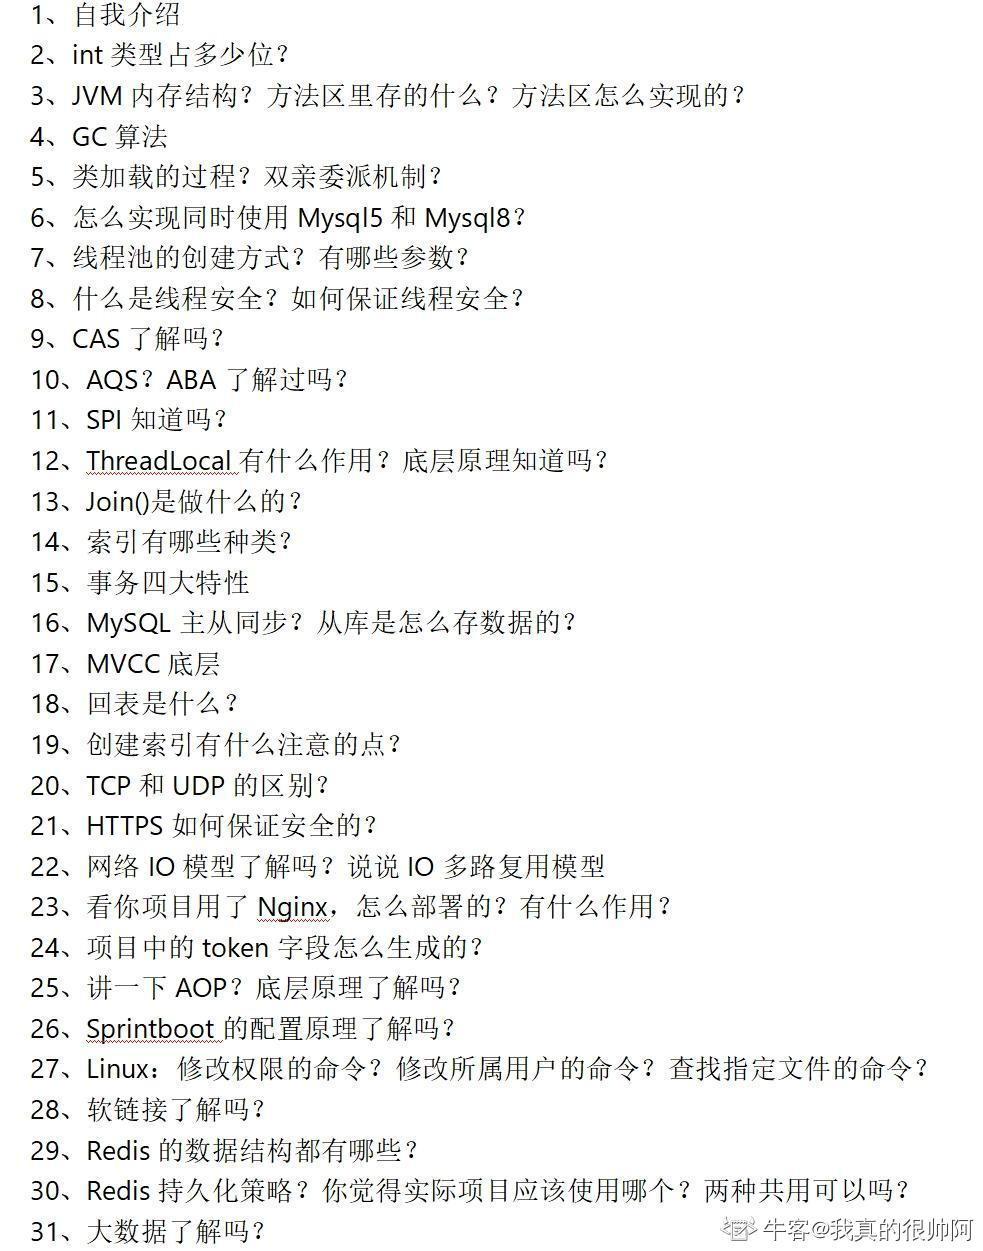 1、自我介绍
2、int 类型占多少位？
3、JVM 内存结构？方法区里存的什么？方法区怎么实现的？
4、GC 算法
5、类加载的过程？双亲委派机制？
6、怎么实现同时使用 Mysql5 和 Mysql8？
7、线程池的创建方式？有哪些参数？
8、什么是线程安全？如何保证线程安全？
9、CAS 了解吗？
10、AQS？ABA 了解过吗？
11、SPI 知道吗？
12、ThreadLocal 有什么作用？底层原理知道吗？
13、Join()是做什么的？
14、索引有哪些种类？
15、事务四大特性
16、MySQL 主从同步？从库是怎么存数据的？
17、MVCC 底层
18、回表是什么？
19、创建索引有什么注意的点？
20、TCP 和 UDP 的区别？
21、HTTPS 如何保证安全的？
22、网络 IO 模型了解吗？说说 IO 多路复用模型
23、看你项目用了 Nginx，怎么部署的？有什么作用？
24、项目中的 token 字段怎么生成的？
25、讲一下 AOP？底层原理了解吗？
26、Sprintboot 的配置原理了解吗？
27、Linux：修改权限的命令？修改所属用户的命令？查找指定文件的命令？
28、软链接了解吗？
29、Redis 的数据结构都有哪些？
30、Redis 持久化策略？你觉得实际项目应该使用哪个？两种共用可以吗？
31、大数据了解吗？
牛客@我真的很帅阿